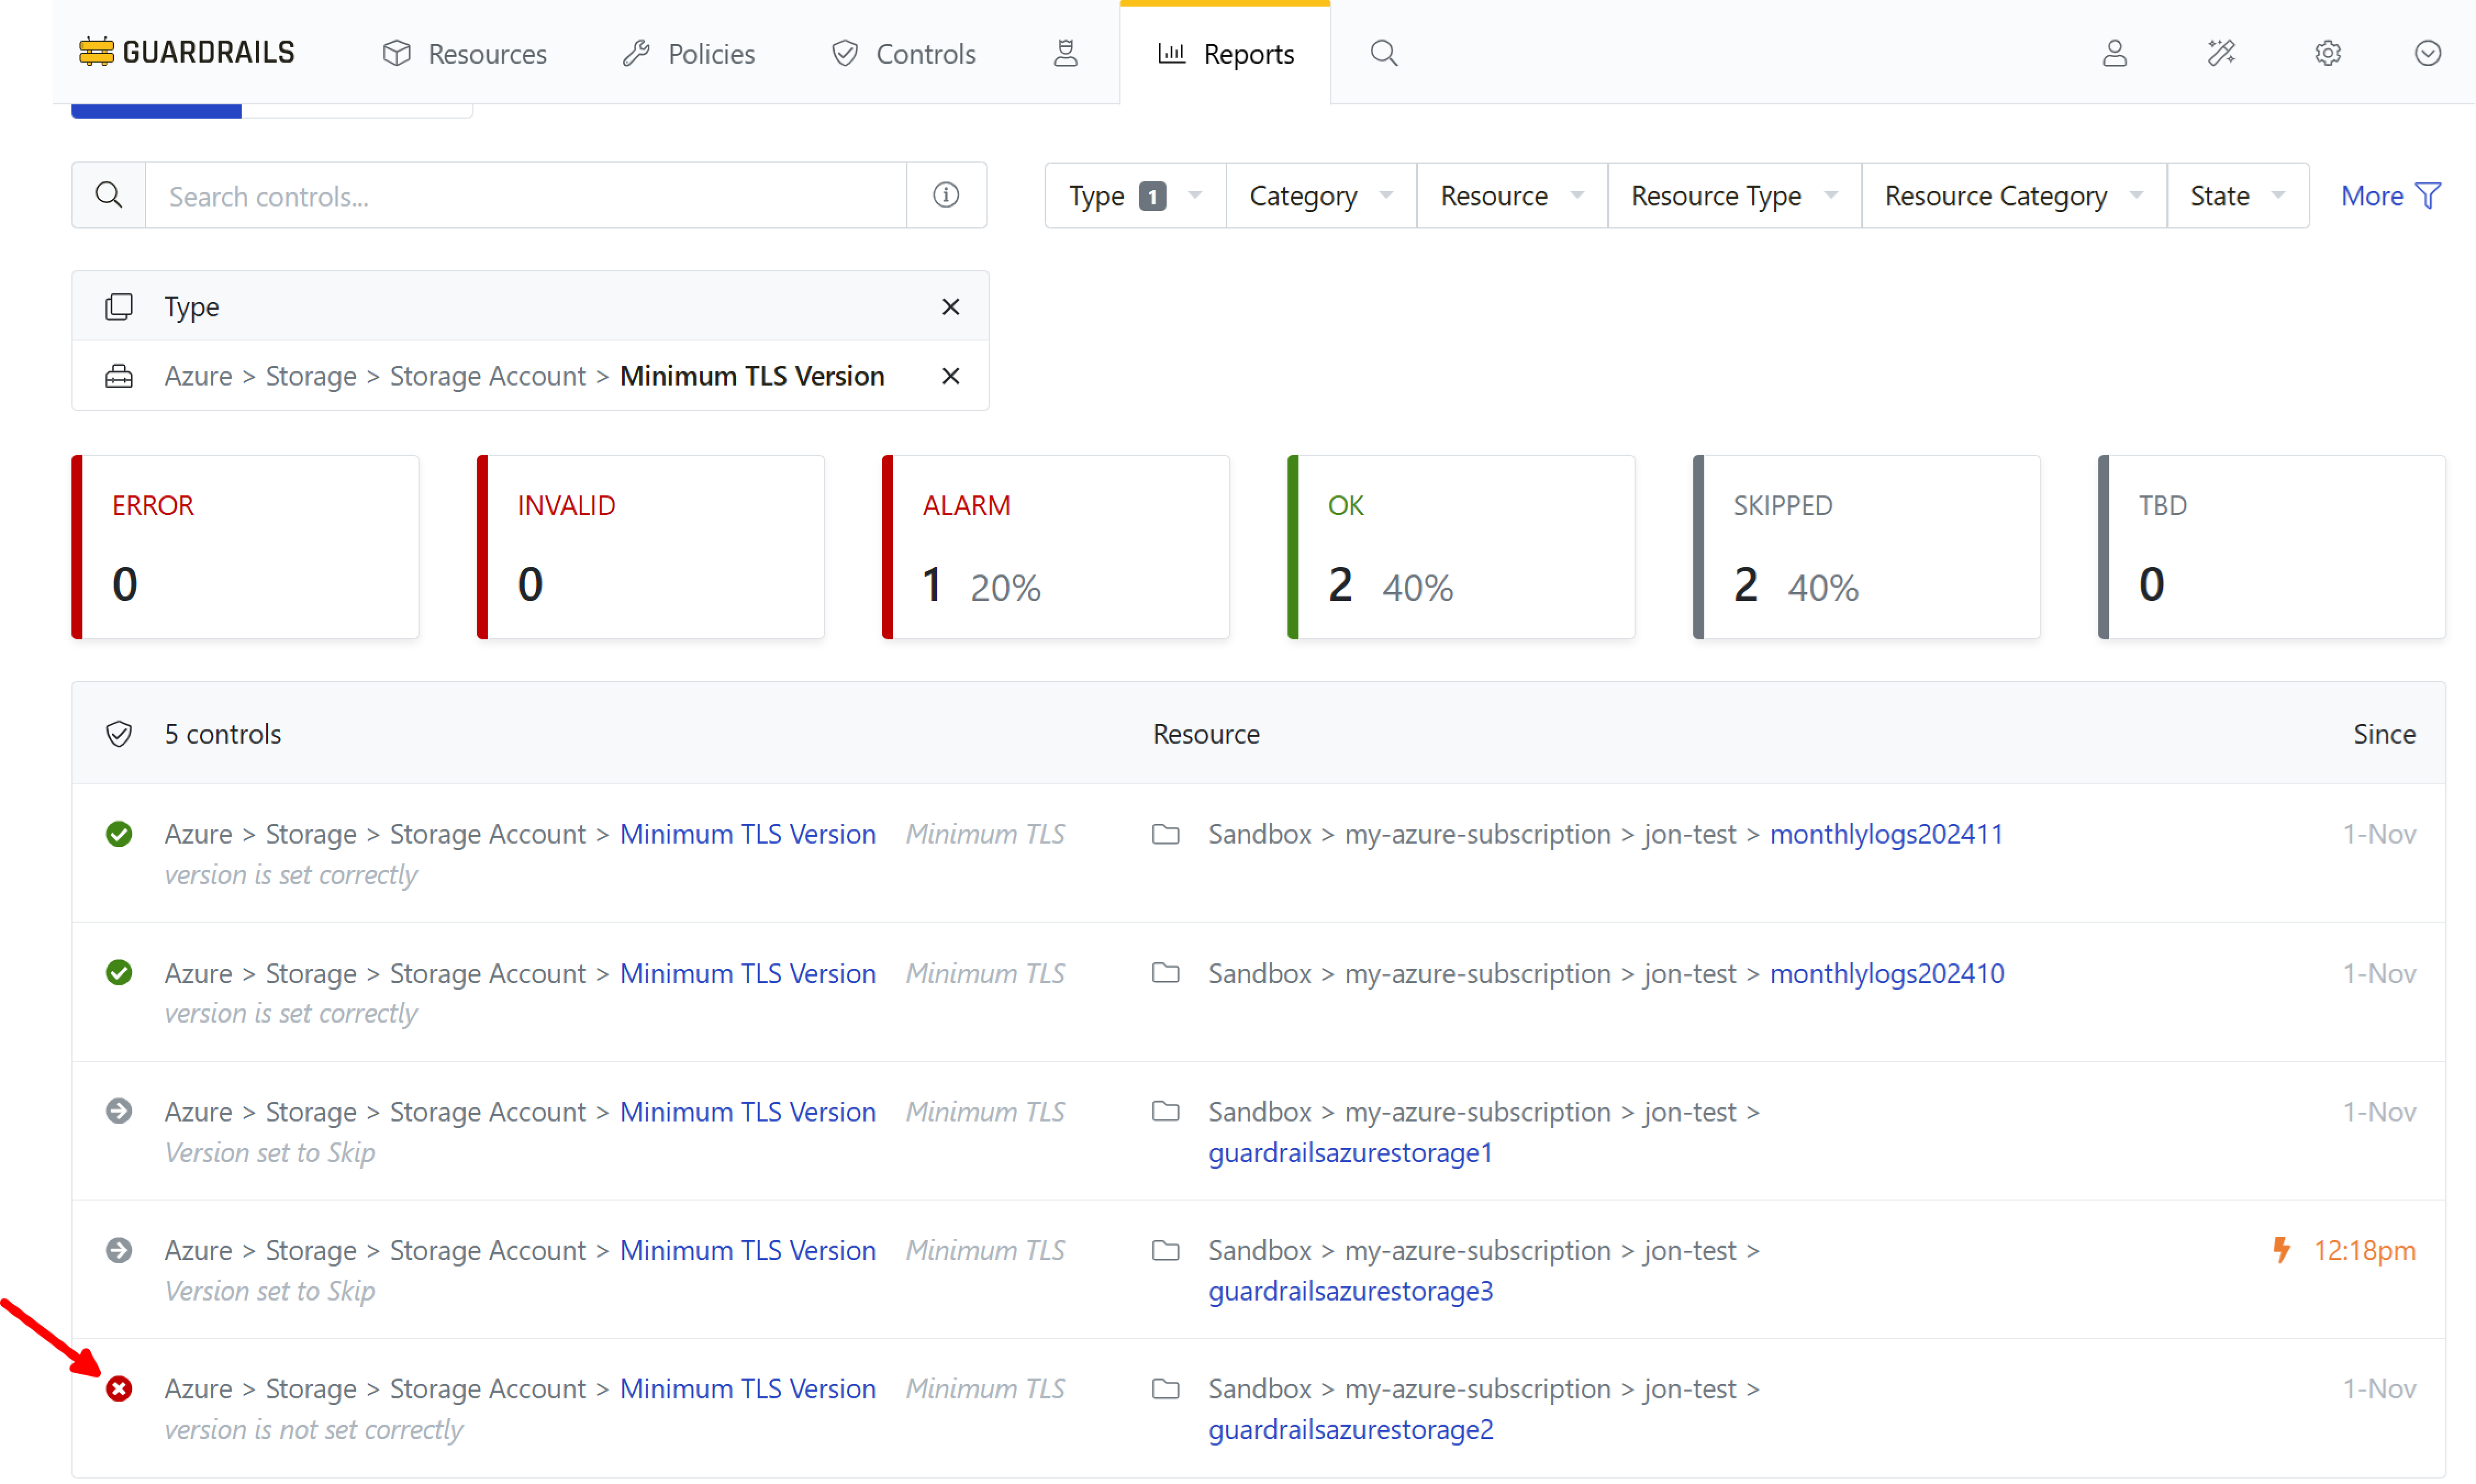 GUARDRAILS Resources Policies Controls Reports
Search controls... Type 1 Category Resource Resource Type Resource Category State More
Type
Azure > Storage > Storage Account > Minimum TLS Version
ERROR INVALID ALARM OK SKIPPED TBD
0 0 1 20% 2 40% 2 40% 0
5 controls Resource Since
Azure > Storage > Storage Account > Minimum TLS Version Minimum TLS Sandbox > my-azure-subscription > jon-test > monthlylogs202411 1-Nov
version is set correctly
Azure > Storage > Storage Account > Minimum TLS Version Minimum TLS Sandbox > my-azure-subscription > jon-test > monthlylogs202410 1-Nov
version is set correctly
Azure > Storage > Storage Account > Minimum TLS Version Minimum TLS Sandbox > my-azure-subscription > jon-test > 1-Nov
Version set to Skip guardrailsazurestorage1
Azure > Storage > Storage Account > Minimum TLS Version Minimum TLS Sandbox > my-azure-subscription > jon-test > 12:18pm
Version set to Skip guardrailsazurestorage3
Azure > Storage > Storage Account > Minimum TLS Version Minimum TLS Sandbox > my-azure-subscription > jon-test > 1-Nov
version is not set correctly guardrailsazurestorage2